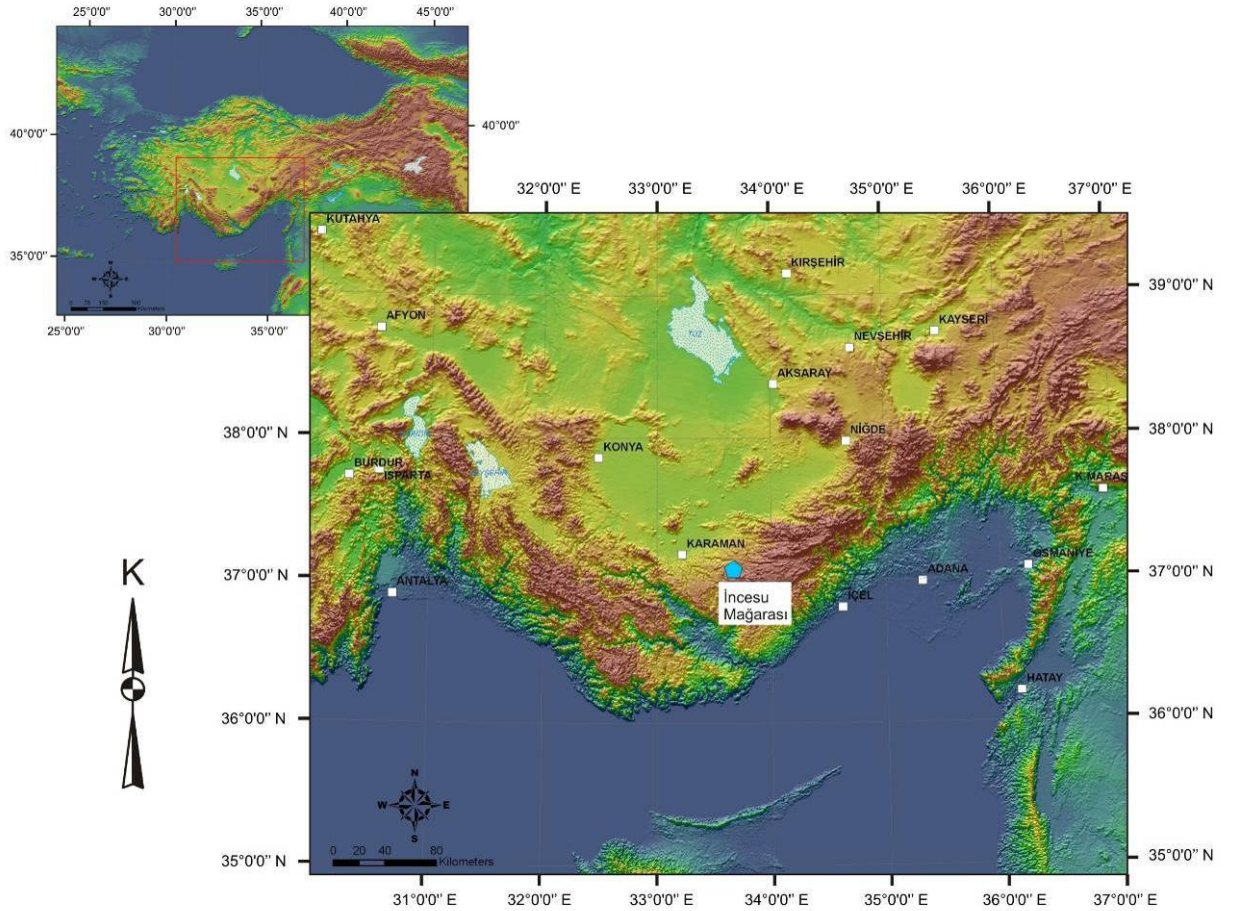 25°0'0" 30°0'0" 35°0'0" 40°0'0" 45°0'0"
40°0'0" 40°0'0"
35°0'0"
25°0'0" 30°0'0" 35°0'0"
32°0'0" E 33°0'0" E 34°0'0" E 35°0'0" E 36°0'0" E 37°0'0" E
KUTAHYA
KIRŞEHİR
39°0'0" N
AFYON
TUZ
NEVŞEHİR
KAYSERİ
AKSARAY
38°0'0" N
NİĞDE
38°0'0" N
KONYA
BURDUR
ISPARTA
K.MARAŞ
KARAMAN
OSMANİYE
37°0'0" N
ANTALYA
ADANA
37°0'0" N
İncesu
Mağarası
İÇEL
K
HATAY
36°0'0" N
36°0'0" N
N
W E
S
0 20 40 80
Kilometers
35°0'0" N
35°0'0" N
31°0'0" E 32°0'0" E 33°0'0" E 34°0'0" E 35°0'0" E 36°0'0" E 37°0'0" E